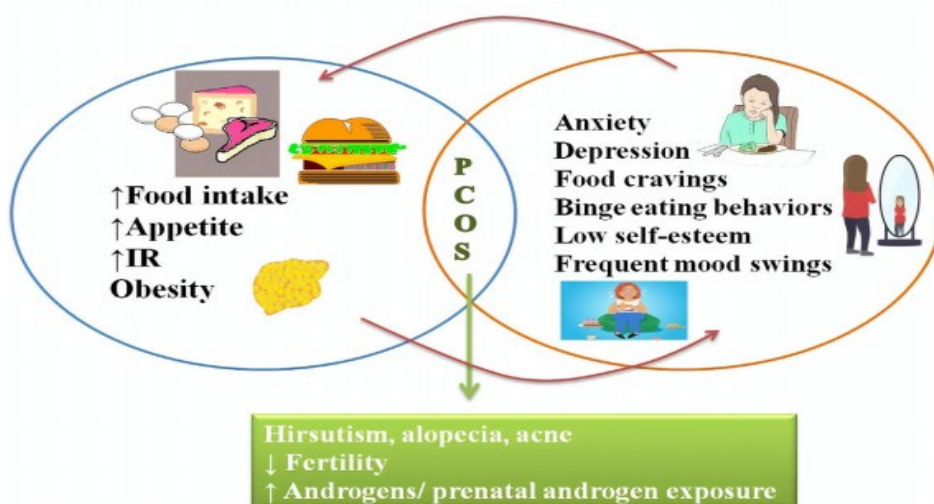 ↑Food intake
↑Appetite
↑IR
Obesity
PCOS
Anxiety
Depression
Food cravings
Binge eating behaviors
Low self-esteem
Frequent mood swings
Hirsutism, alopecia, acne
↓ Fertility
↑ Androgens/ prenatal androgen exposure